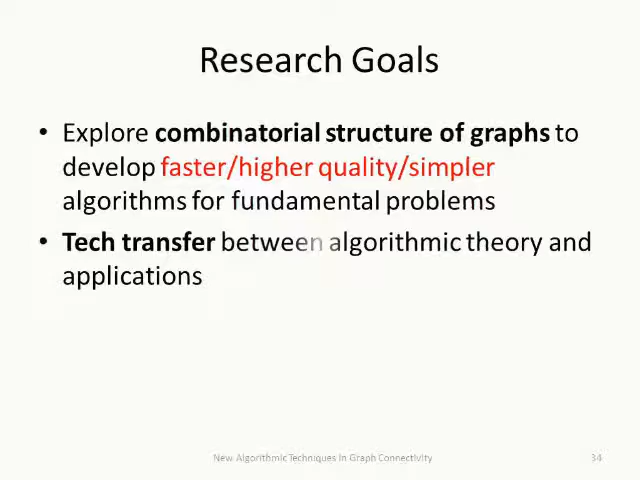 Research Goals
• Explore combinatorial structure of graphs to
develop faster/higher quality/simpler
algorithms for fundamental problems
• Tech transfer between algorithmic theory and
applications
New Algorithmic Techniques in Graph Connectivity
34